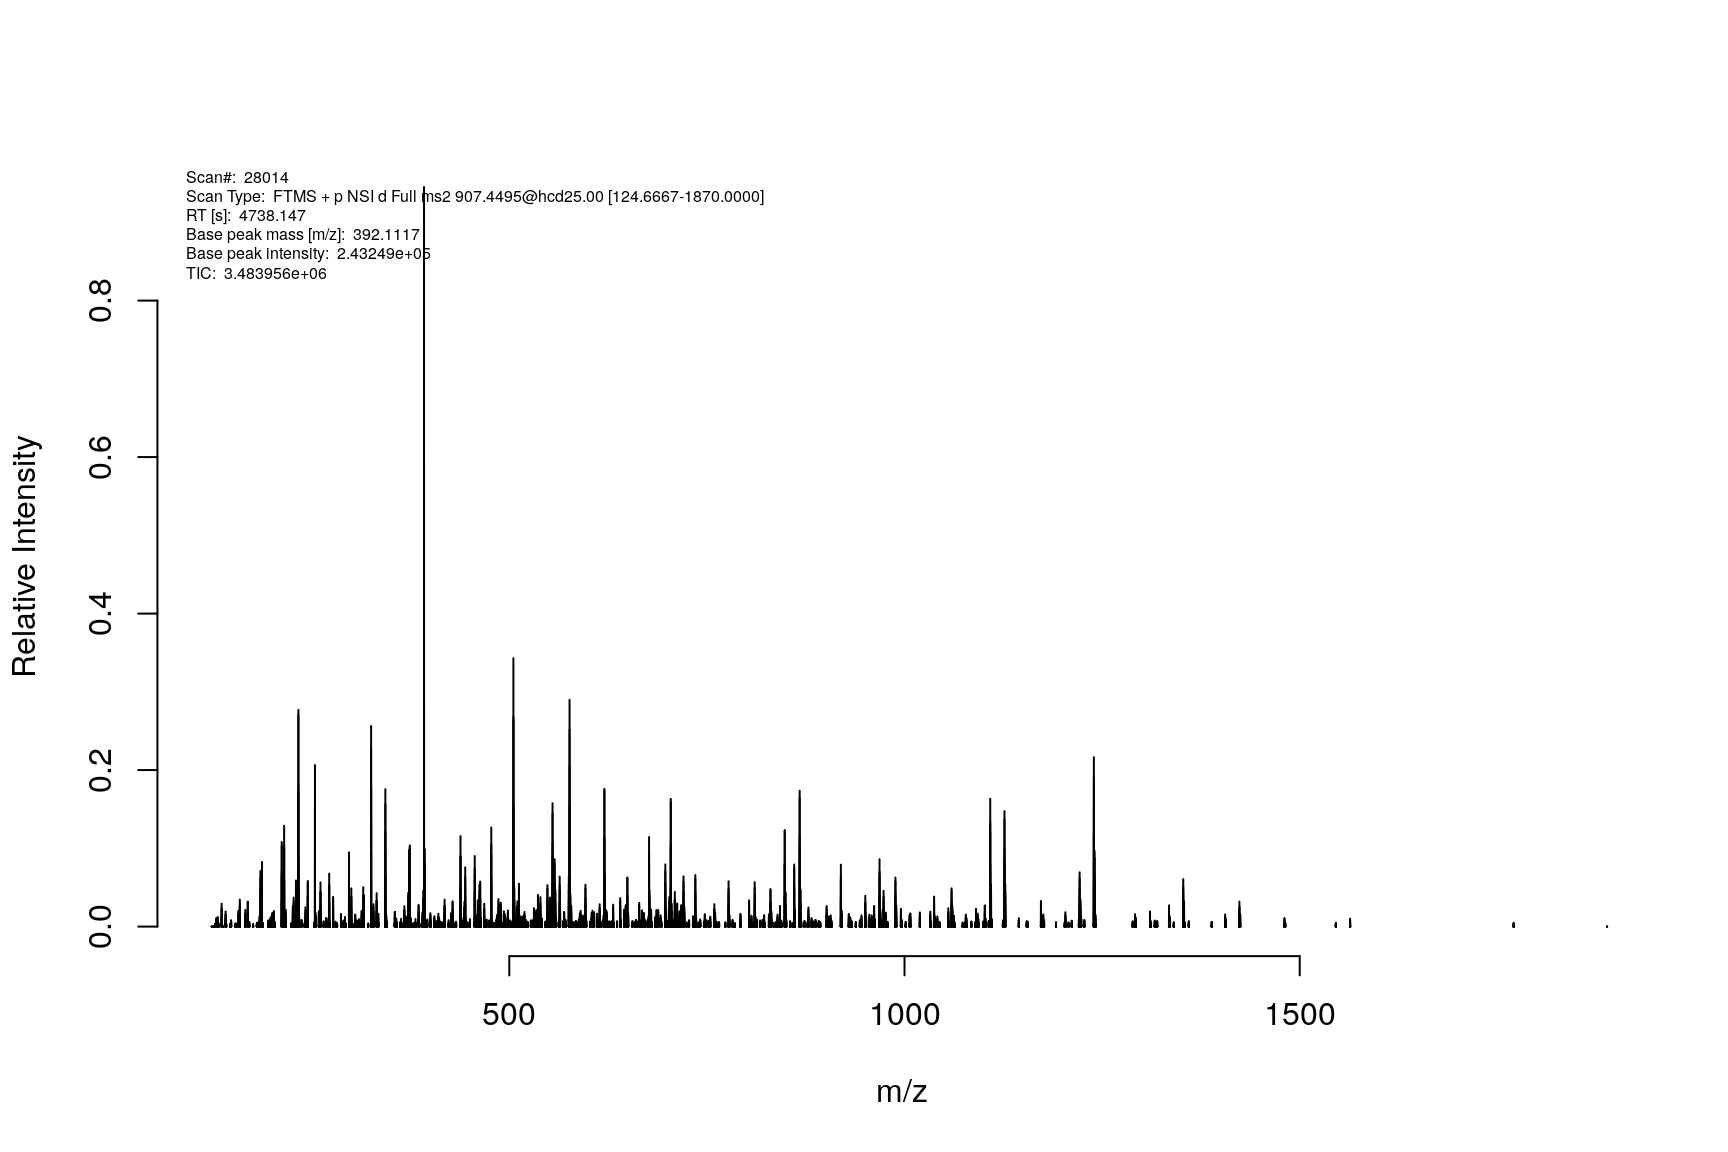 Scan#: 28014
Scan Type: FTMS + p NSI d Full ms2 907.4495@hcd25.00 [124.6667-1870.0000]
RT [s]: 4738.147
Base peak mass [m/z]: 392.1117
Base peak intensity: 2.43249e+05
TIC: 3.483956e+06
0.8
0.6
0.4
0.2
0.0
Relative Intensity
500 1000 1500
m/z